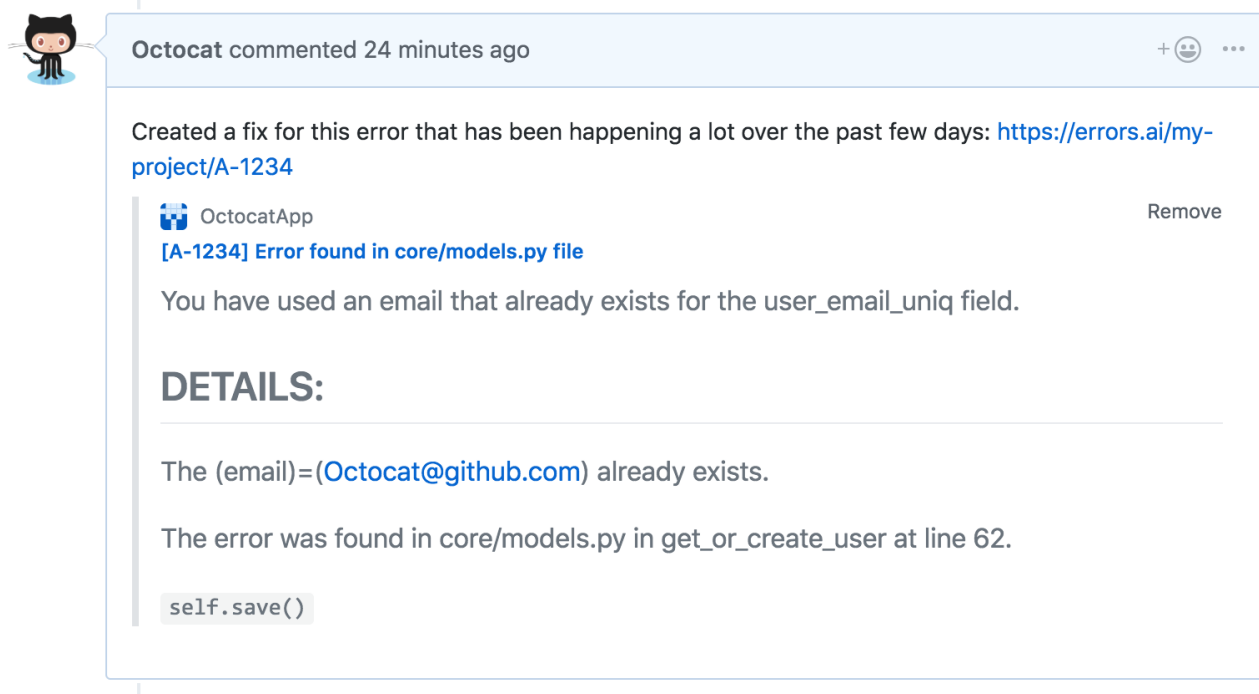 Octocat commented 24 minutes ago
Created a fix for this error that has been happening a lot over the past few days: https://errors.ai/my-
project/A-1234
OctocatApp
Remove
[A-1234] Error found in core/models.py file
You have used an email that already exists for the user_email_uniq field.
DETAILS:
The (email)=(Octocat@github.com) already exists.
The error was found in core/models.py in get_or_create_user at line 62.
self.save()